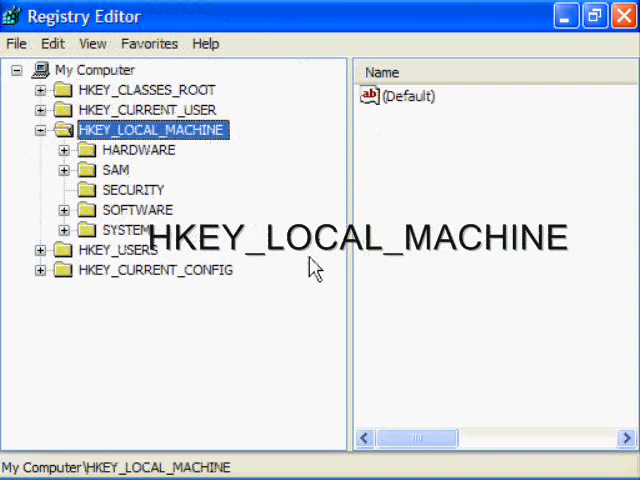 Registry Editor
File Edit View Favorites Help
My Computer
HKEY_CLASSES_ROOT
HKEY_CURRENT_USER
HKEY_LOCAL_MACHINE
HARDWARE
SAM
SECURITY
SOFTWARE
SYSTEM
HKEY_USERS
HKEY_CURRENT_CONFIG
Name
ab (Default)
HKEY_LOCAL_MACHINE
My Computer\HKEY_LOCAL_MACHINE